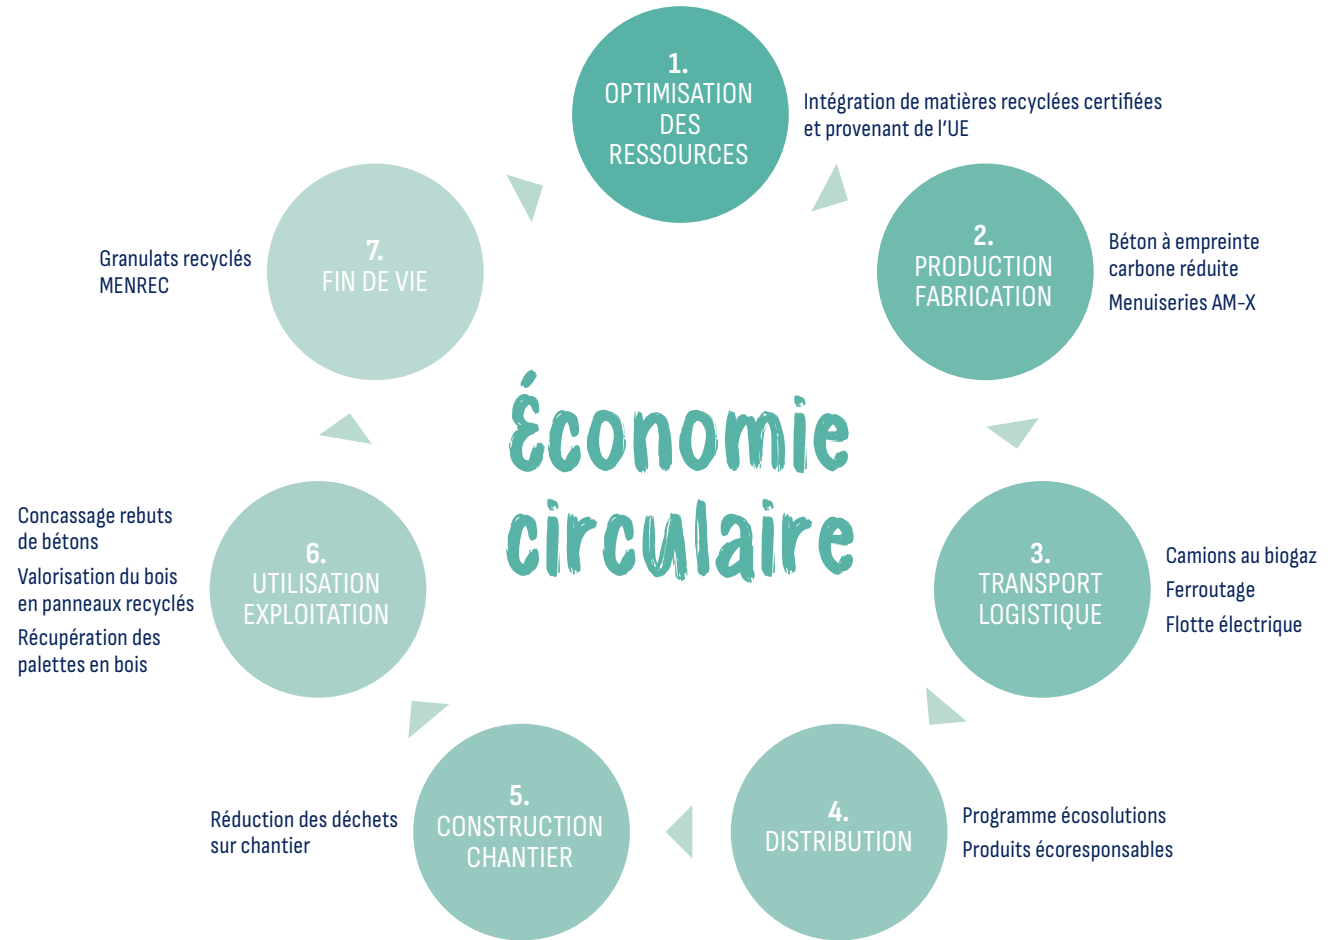 1.
OPTIMISATION
DES
RESSOURCES
Intégration de matières recyclées certifiées
et provenant de l’UE
2.
PRODUCTION
FABRICATION
Béton à empreinte
carbone réduite
Menuiseries AM-X
3.
TRANSPORT
LOGISTIQUE
Camions au biogaz
Ferroutage
Flotte électrique
4.
DISTRIBUTION
Programme écosolutions
Produits écoresponsables
5.
CONSTRUCTION
CHANTIER
Réduction des déchets
sur chantier
6.
UTILISATION
EXPLOITATION
Concassage rebuts
de bétons
Valorisation du bois
en panneaux recyclés
Récupération des
palettes en bois
7.
FIN DE VIE
Granulats recyclés
MENREC
Économie
circulaire